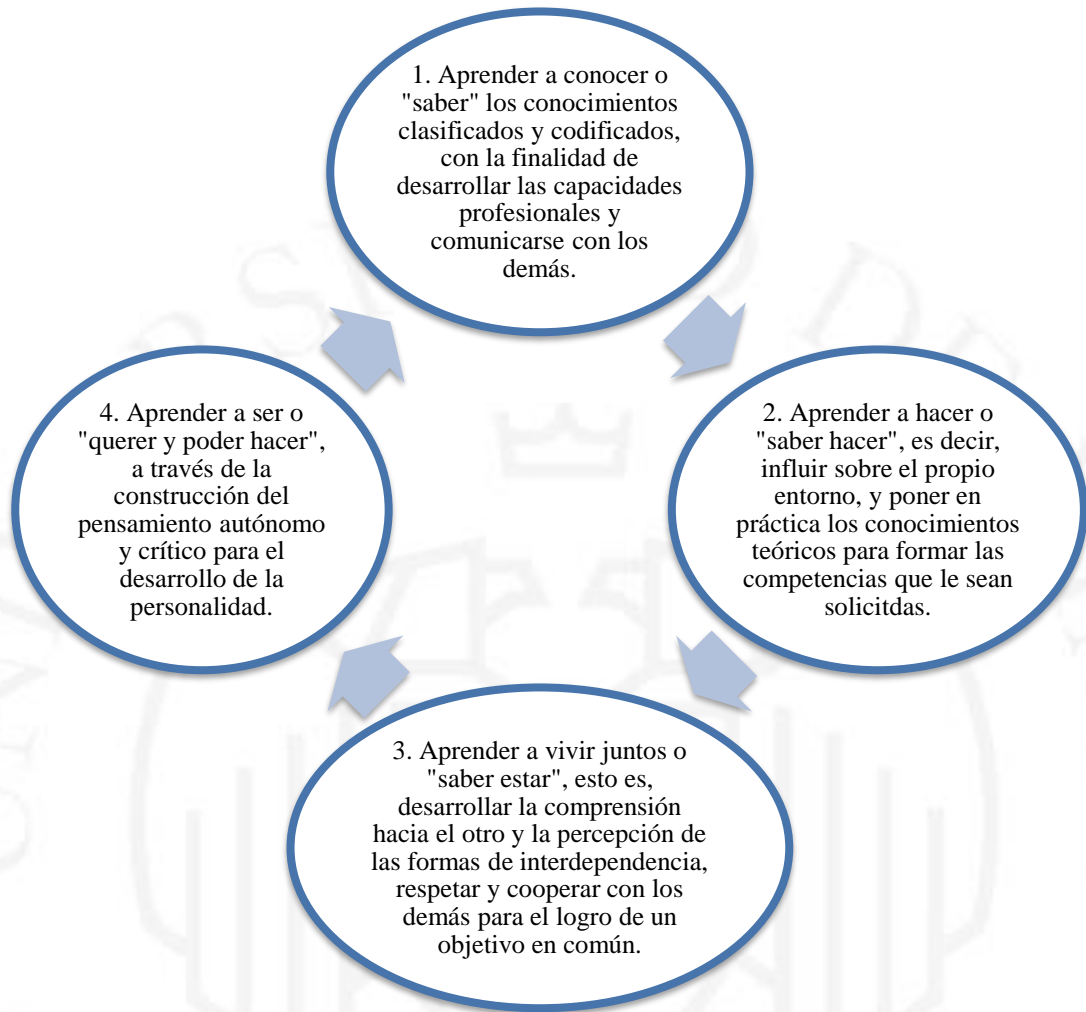 1. Aprender a conocer o
"saber" los conocimientos
clasificados y codificados,
con la finalidad de
desarrollar las capacidades
profesionales y
comunicarse con los
demás.
2. Aprender a hacer o
"saber hacer", es decir,
influir sobre el propio
entorno, y poner en
práctica los conocimientos
teóricos para formar las
competencias que le sean
solicitdas.
3. Aprender a vivir juntos o
"saber estar", esto es,
desarrollar la comprensión
hacia el otro y la percepción de
las formas de interdependencia,
respetar y cooperar con los
demás para el logro de un
objetivo en común.
4. Aprender a ser o
"querer y poder hacer",
a través de la
construcción del
pensamiento autónomo
y crítico para el
desarrollo de la
personalidad.